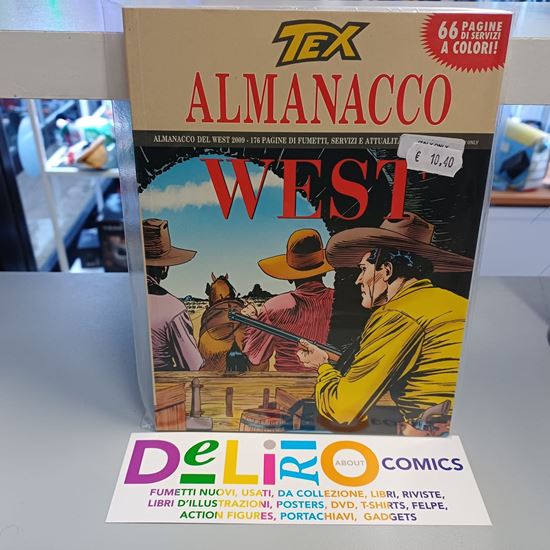 TEX
66 PAGINE
DI SERVIZI
A COLORI!
ALMANACCO
ALMANACCO DEL WEST 2009 - 176 PAGINE DI FUMETTI, SERVIZI E ATTUALIT
ONLY
€ 10,40
WEST
DeLiRiO ABOUT COMICS
FUMETTI NUOVI, USATI, DA COLLEZIONE, LIBRI, RIVISTE,
LIBRI D'ILLUSTRAZIONI, POSTERS, DVD, T-SHIRTS, FELPE,
ACTION FIGURES, PORTACHIAVI, GADGETS